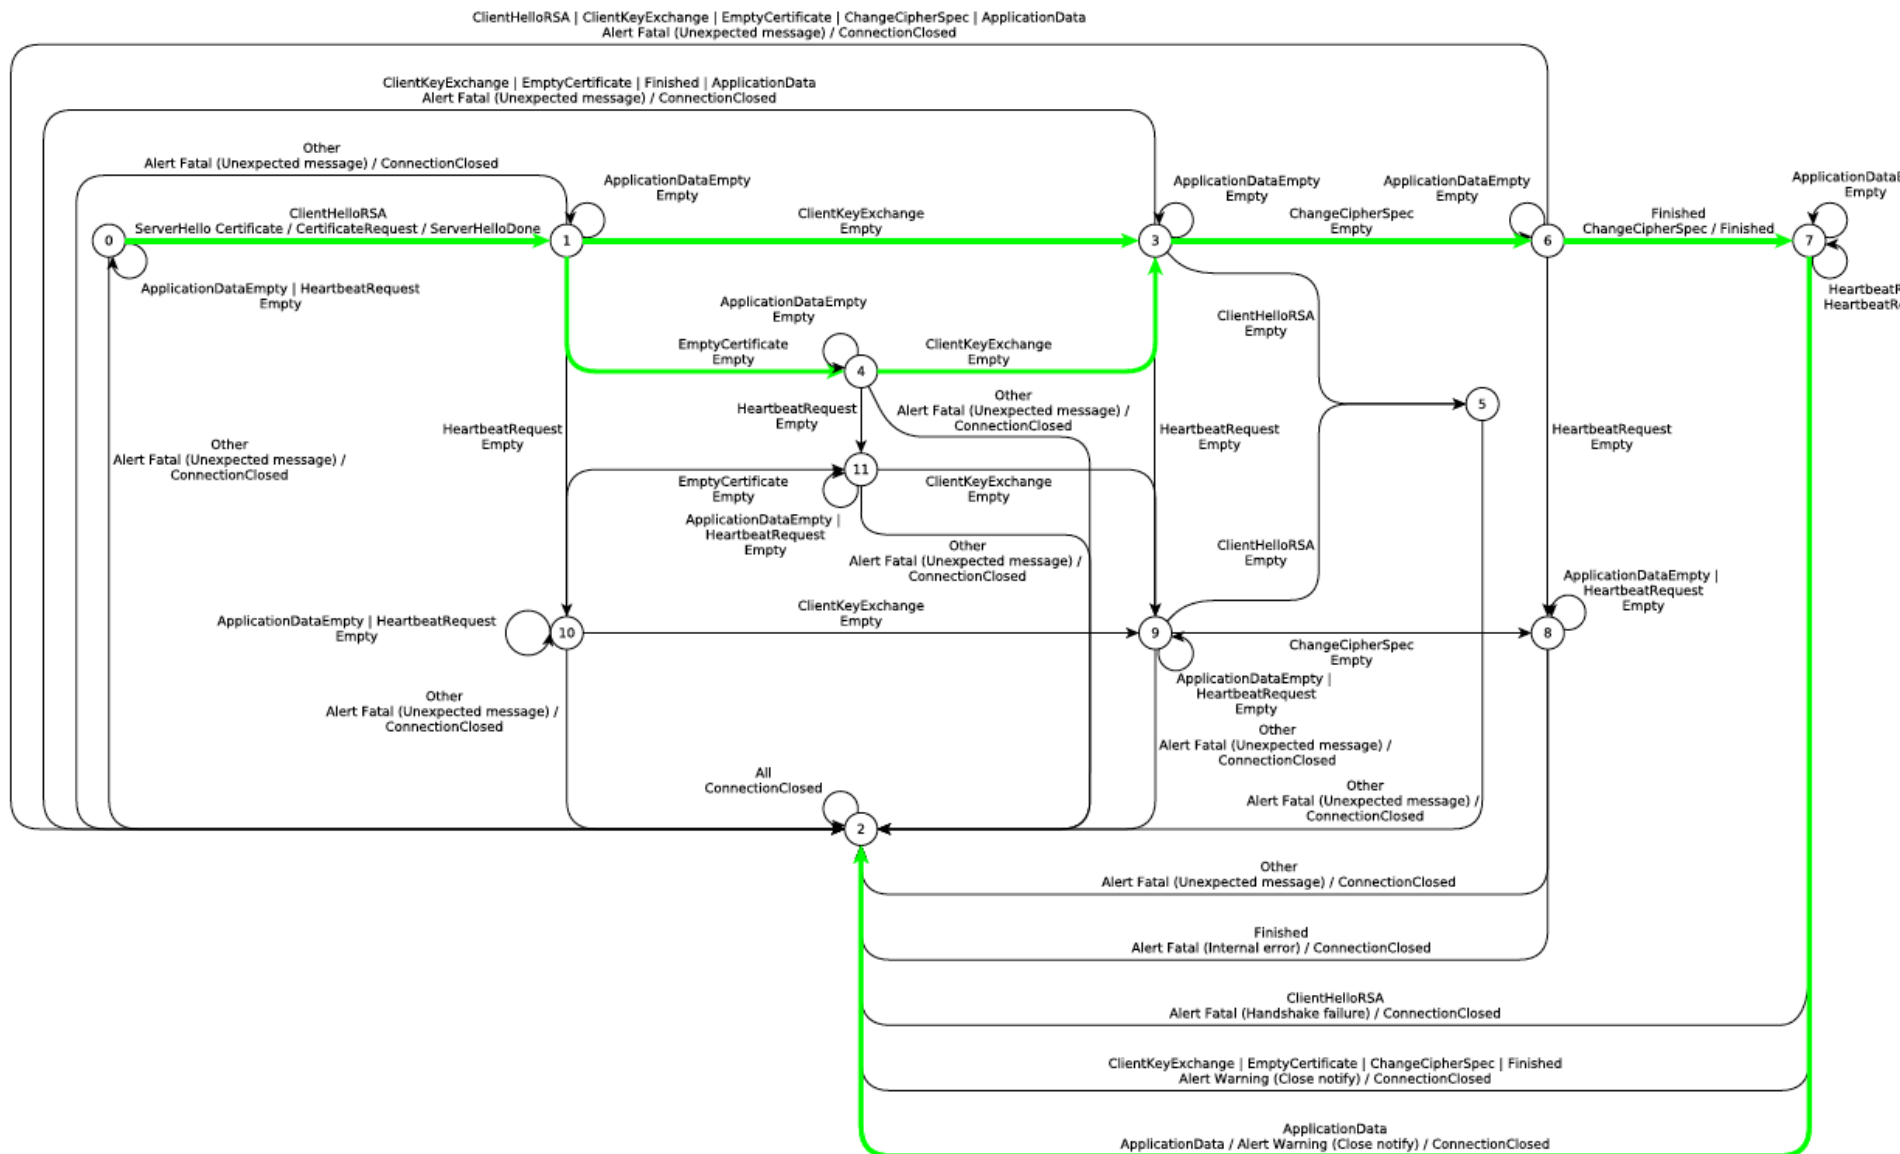 ClientHelloRSA | ClientKeyExchange | EmptyCertificate | ChangeCipherSpec | ApplicationData
Alert Fatal (Unexpected message) / ConnectionClosed
ClientKeyExchange | EmptyCertificate | Finished | ApplicationData
Alert Fatal (Unexpected message) / ConnectionClosed
Other
Alert Fatal (Unexpected message) / ConnectionClosed
ApplicationDataEmpty
Empty
ApplicationDataEmpty
Empty
ApplicationDataEmpty
Empty
ApplicationDataE
Empty
ClientHelloRSA
ServerHello Certificate / CertificateRequest / ServerHelloDone
ClientKeyExchange
Empty
ChangeCipherSpec
Empty
Finished
ChangeCipherSpec / Finished
0
1
3
6
7
ApplicationDataEmpty | HeartbeatRequest
Empty
HeartbeatR
HeartbeatRe
ApplicationDataEmpty
Empty
ClientHelloRSA
Empty
EmptyCertificate
Empty
4
ClientKeyExchange
Empty
5
HeartbeatRequest
Empty
Other
Alert Fatal (Unexpected message) /
ConnectionClosed
Other
Alert Fatal (Unexpected message) /
ConnectionClosed
HeartbeatRequest
Empty
HeartbeatRequest
Empty
HeartbeatRequest
Empty
11
EmptyCertificate
Empty
ClientKeyExchange
Empty
ApplicationDataEmpty |
HeartbeatRequest
Empty
Other
Alert Fatal (Unexpected message) /
ConnectionClosed
ClientHelloRSA
Empty
ApplicationDataEmpty |
HeartbeatRequest
Empty
ApplicationDataEmpty | HeartbeatRequest
Empty
10
ClientKeyExchange
Empty
9
ChangeCipherSpec
Empty
8
ApplicationDataEmpty |
HeartbeatRequest
Empty
Other
Alert Fatal (Unexpected message) /
ConnectionClosed
Other
Alert Fatal (Unexpected message) /
ConnectionClosed
All
ConnectionClosed
Other
Alert Fatal (Unexpected message) /
ConnectionClosed
2
Other
Alert Fatal (Unexpected message) / ConnectionClosed
Finished
Alert Fatal (Internal error) / ConnectionClosed
ClientHelloRSA
Alert Fatal (Handshake failure) / ConnectionClosed
ClientKeyExchange | EmptyCertificate | ChangeCipherSpec | Finished
Alert Warning (Close notify) / ConnectionClosed
ApplicationData
ApplicationData / Alert Warning (Close notify) / ConnectionClosed